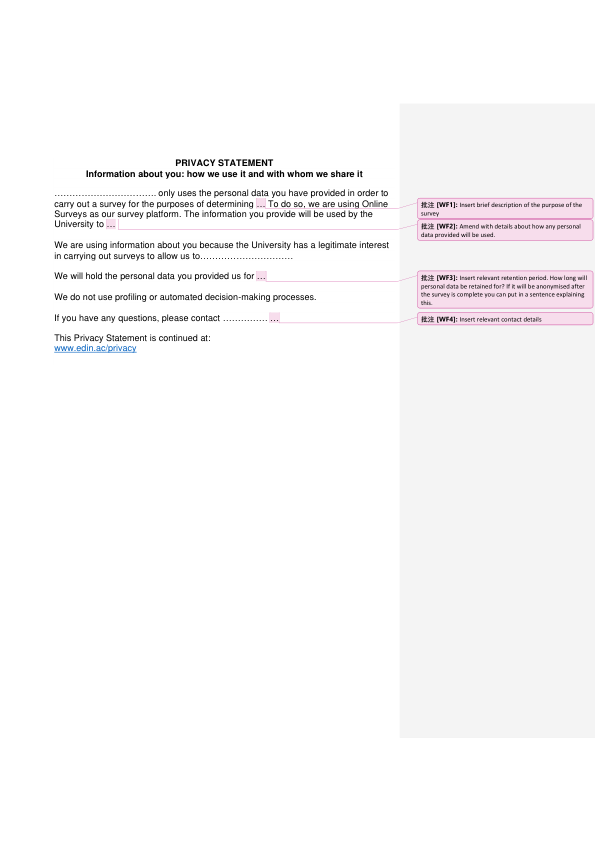 PRIVACY STATEMENT
Information about you: how we use it and with whom we share it
……………………………. only uses the personal data you have provided in order to
carry out a survey for the purposes of determining … To do so, we are using Online
Surveys as our survey platform. The information you provide will be used by the
University to …
We are using information about you because the University has a legitimate interest
in carrying out surveys to allow us to………………………….
We will hold the personal data you provided us for …
We do not use profiling or automated decision-making processes.
If you have any questions, please contact …………… …
This Privacy Statement is continued at:
www.edin.ac/privacy
批注 [WF1]: Insert brief description of the purpose of the
survey
批注 [WF2]: Amend with details about how any personal
data provided will be used.
批注 [WF3]: Insert relevant retention period. How long will
personal data be retained for? If it will be anonymised after
the survey is complete you can put in a sentence explaining
this.
批注 [WF4]: Insert relevant contact details